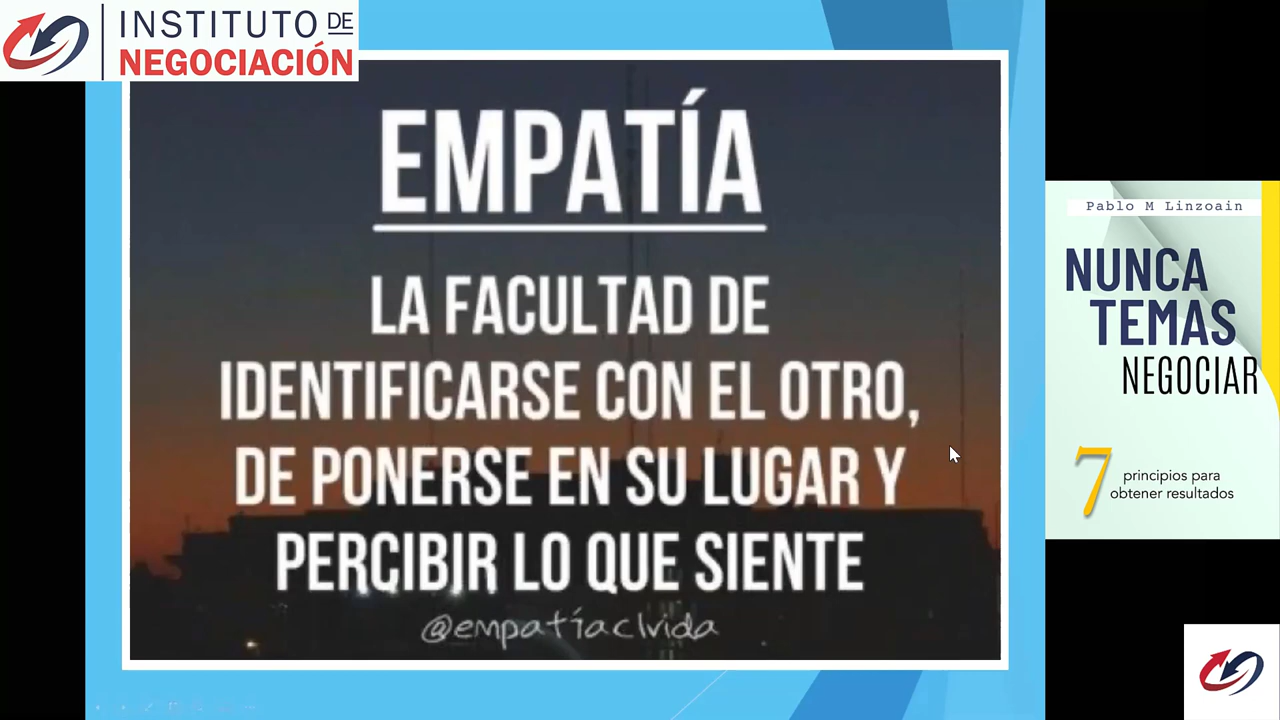 INSTITUTO DE
NEGOCIACIÓN
EMPATÍA
LA FACULTAD DE
IDENTIFICARSE CON EL OTRO,
DE PONERSE EN SU LUGAR Y
PERCIBIR LO QUE SIENTE
@empatíaclvida
Pablo M Linzoain
NUNCA
TEMAS
NEGOCIAR
7 principios para
obtener resultados